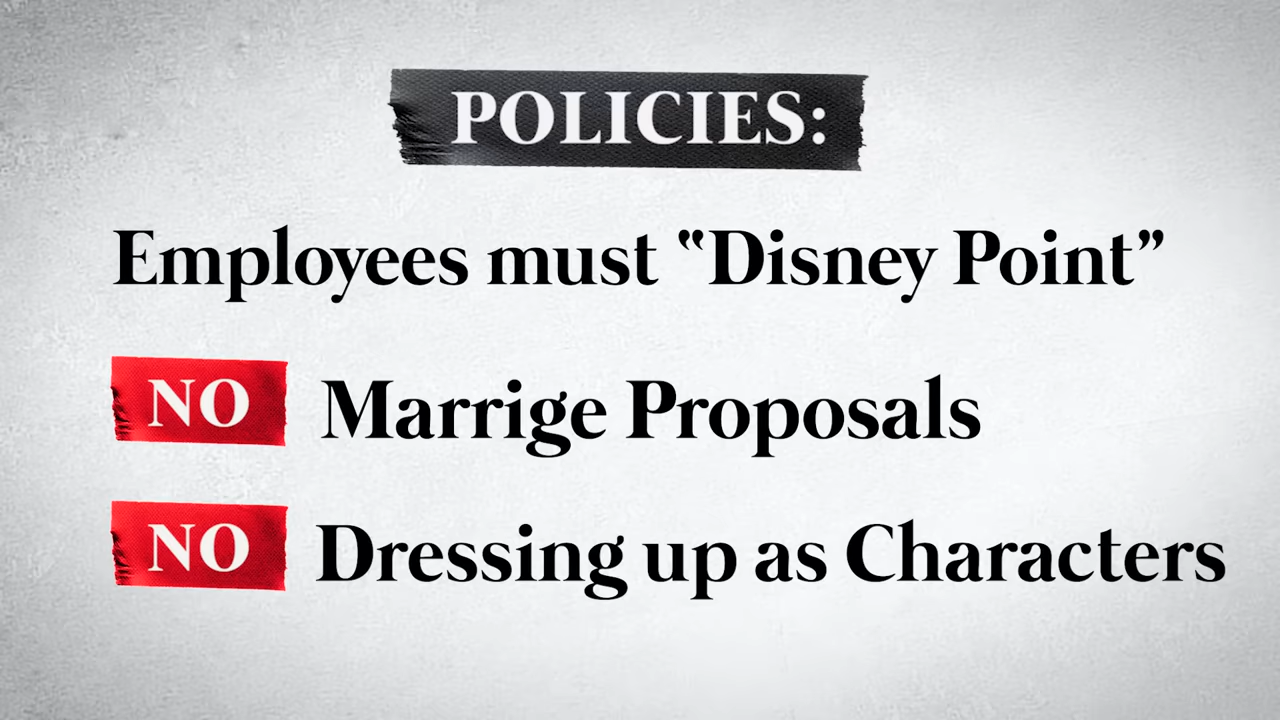 POLICIES:
Employees must “Disney Point”
NO Marrige Proposals
NO Dressing up as Characters